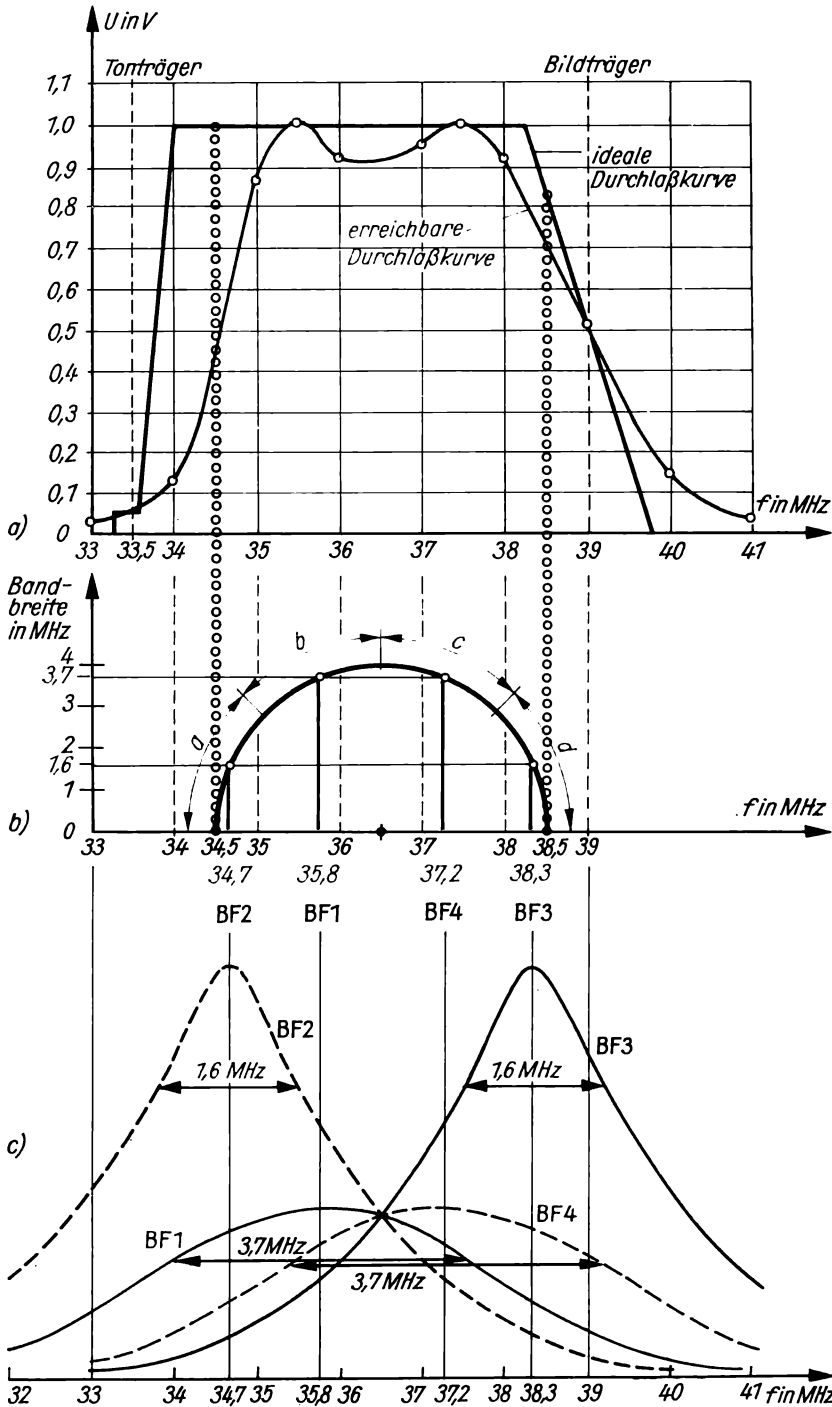 U in V
Tonträger
Bildträger
1,1
1,0
0,9
0,8
0,7
0,6
0,5
0,4
0,3
0,2
0,1
0
ideale
Durchlaßkurve
erreichbare-
Durchlaßkurve
a)
f in MHz
33 33,5 34 35 36 37 38 39 40 41
Band-
breite
in MHz
4
3,7
3
2
1,6
1
0
a b c d
b)
f in MHz
33 34 34,5 35 36 37 38 38,5 39
34,7 35,8 37,2 38,3
BF2 BF1 BF4 BF3
BF2
BF3
1,6 MHz 1,6 MHz
c)
BF1
BF4
3,7 MHz
3,7 MHz
32 33 34 34,7 35 35,8 36 37 37,2 38 38,3 39 40 41 f in MHz